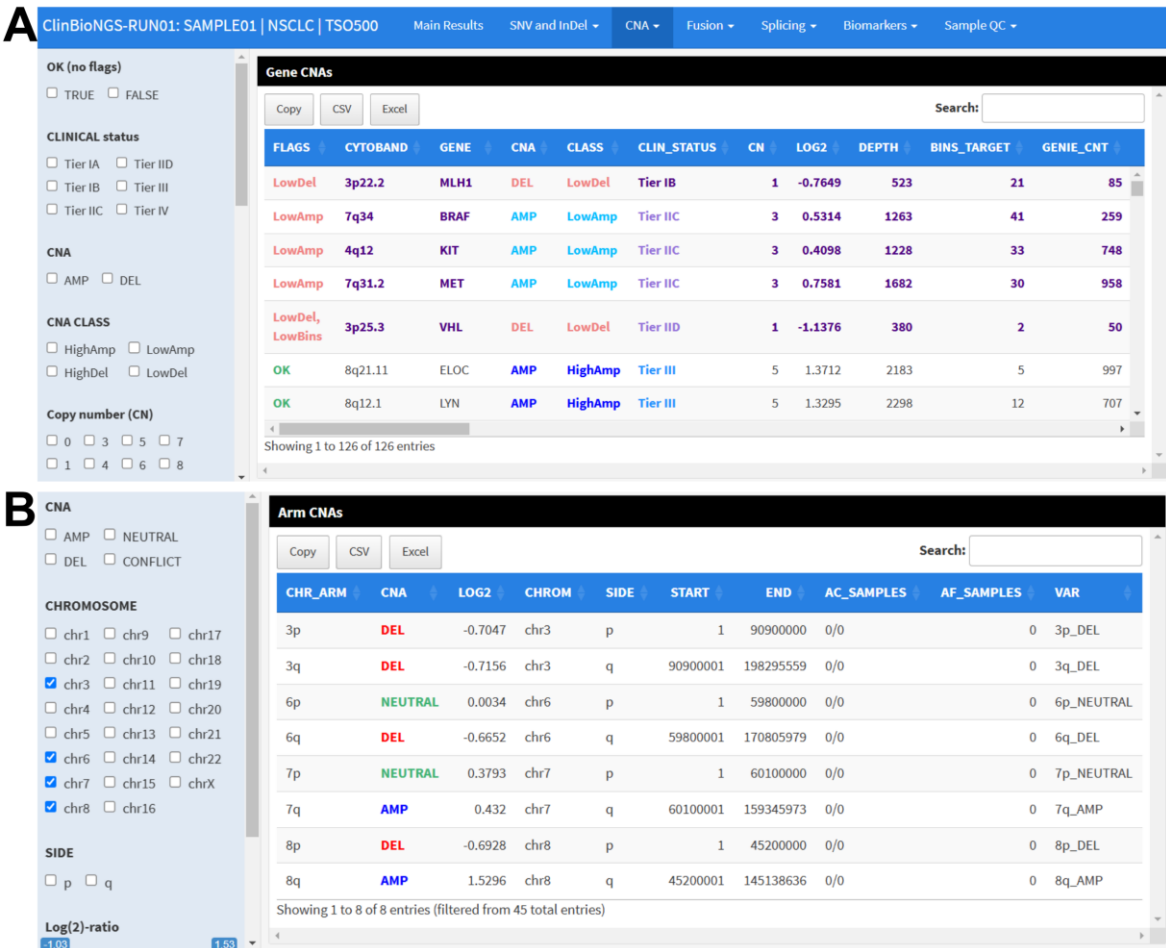 A
ClinBioNGS-RUN01: SAMPLE01 | NSCLC | TSO500 Main Results SNV and InDel CNA Fusion Splicing Biomarkers Sample QC
OK (no flags)
TRUE FALSE
CLINICAL status
Tier IA Tier IID
Tier IB Tier III
Tier IIC Tier IV
CNA
AMP DEL
CNA CLASS
HighAmp LowAmp
HighDel LowDel
Copy number (CN)
0 3 5 7
1 4 6 8
Gene CNAs
Copy CSV Excel Search:
FLAGS CYTOBAND GENE CNA CLASS CLIN_STATUS CN LOG2 DEPTH BINS_TARGET GENIE_CNT
LowDel 3p22.2 MLH1 DEL LowDel Tier IB 1 -0.7649 523 21 85
LowAmp 7q34 BRAF AMP LowAmp Tier IIC 3 0.5314 1263 41 259
LowAmp 4q12 KIT AMP LowAmp Tier IIC 3 0.4098 1228 33 748
LowAmp 7q31.2 MET AMP LowAmp Tier IIC 3 0.7581 1682 30 958
LowDel,
LowBins 3p25.3 VHL DEL LowDel Tier IID 1 -1.1376 380 2 50
OK 8q21.11 ELOC AMP HighAmp Tier III 5 1.3712 2183 5 997
OK 8q12.1 LYN AMP HighAmp Tier III 5 1.3295 2298 12 707
Showing 1 to 126 of 126 entries
B
CNA
AMP NEUTRAL
DEL CONFLICT
CHROMOSOME
chr1 chr9 chr17
chr2 chr10 chr18
chr3 chr11 chr19
chr4 chr12 chr20
chr5 chr13 chr21
chr6 chr14 chr22
chr7 chr15 chrX
chr8 chr16
SIDE
p q
Log(2)-ratio
-1.03 1.53
Arm CNAs
Copy CSV Excel Search:
CHR_ARM CNA LOG2 CHROM SIDE START END AC_SAMPLES AF_SAMPLES VAR
3p DEL -0.7047 chr3 p 1 90900000 0/0 0 3p_DEL
3q DEL -0.7156 chr3 q 90900001 198295559 0/0 0 3q_DEL
6p NEUTRAL 0.0034 chr6 p 1 59800000 0/0 0 6p_NEUTRAL
6q DEL -0.6652 chr6 q 59800001 170805979 0/0 0 6q_DEL
7p NEUTRAL 0.3793 chr7 p 1 60100000 0/0 0 7p_NEUTRAL
7q AMP 0.432 chr7 q 60100001 159345973 0/0 0 7q_AMP
8p DEL -0.6928 chr8 p 1 45200000 0/0 0 8p_DEL
8q AMP 1.5296 chr8 q 45200001 145138636 0/0 0 8q_AMP
Showing 1 to 8 of 8 entries (filtered from 45 total entries)